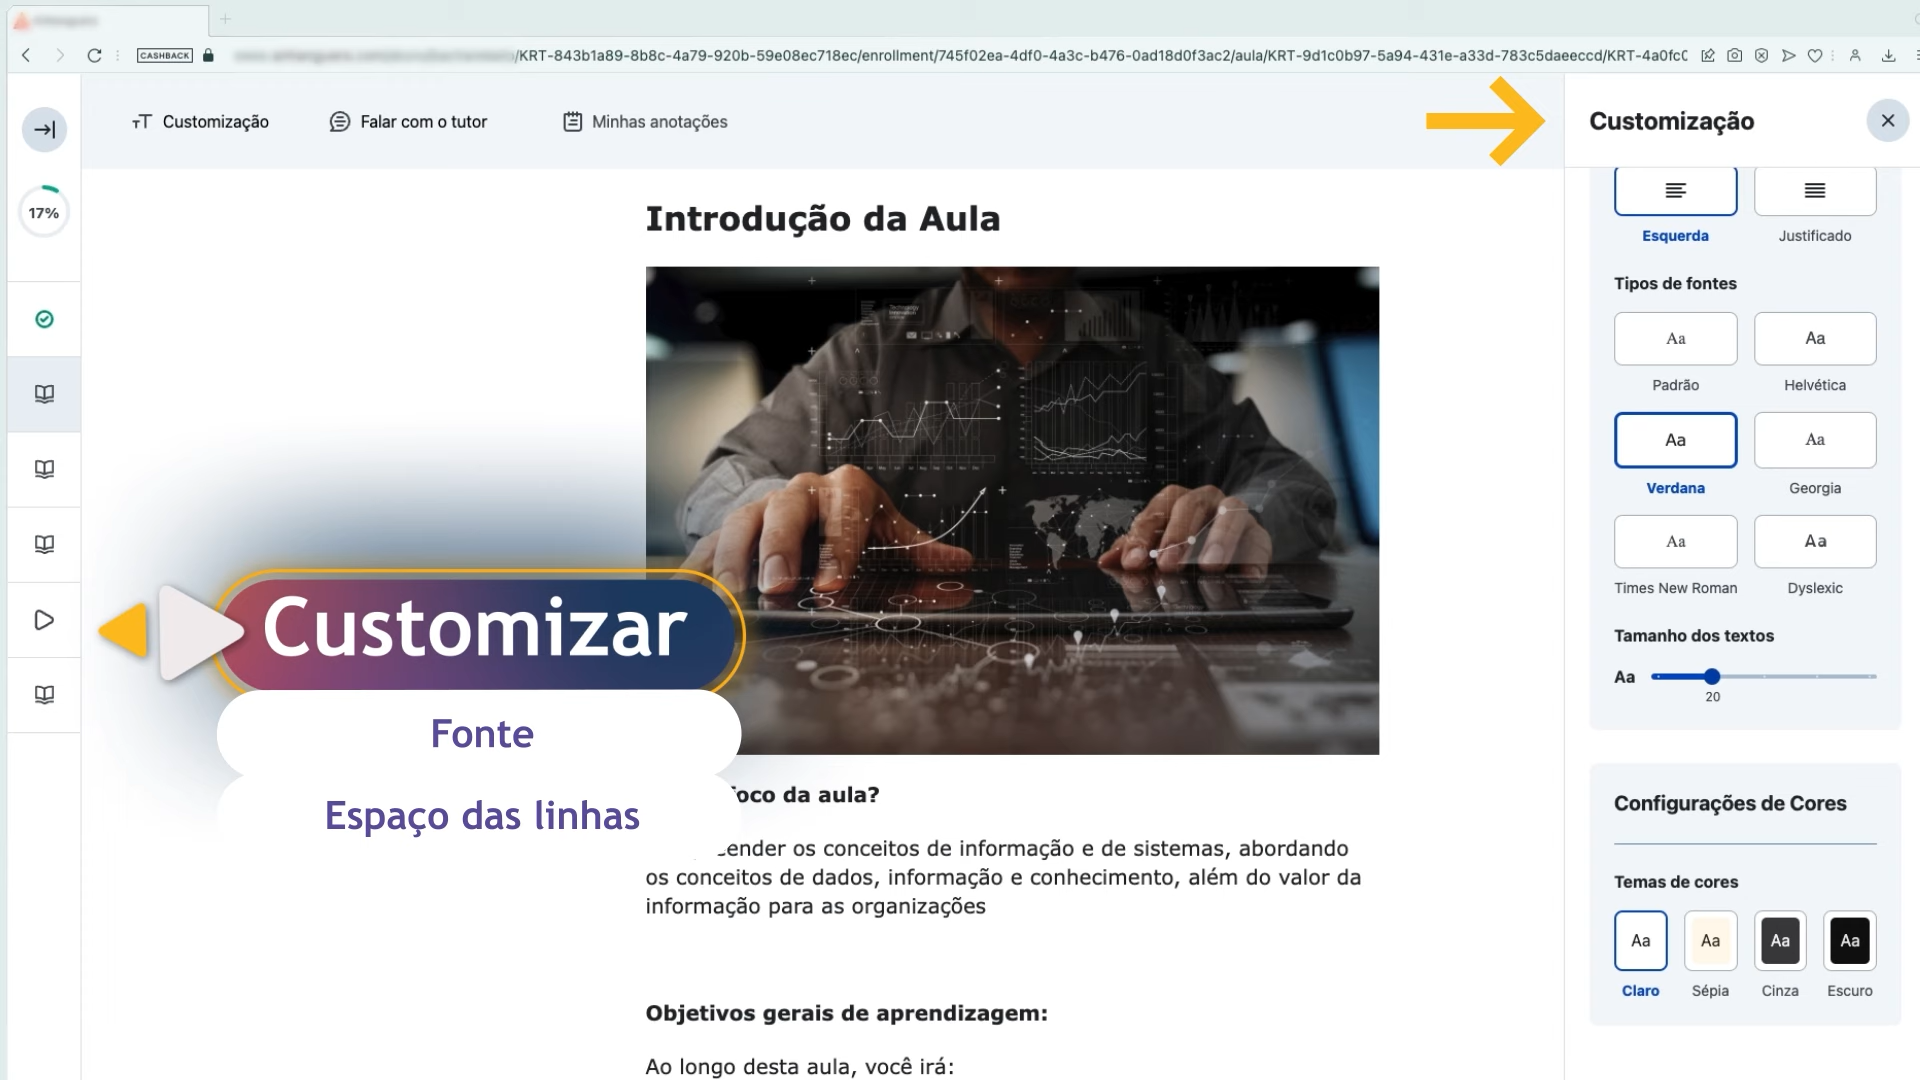 CASHBACK
/KRT-843b1a89-8b8c-4a79-920b-59e08ec718ec/enrollment/745f02ea-4df0-4a3c-b476-0ad18d0f3ac2/aula/KRT-9d1c0b97-5a94-431e-a33d-783c5daeeccd/KRT-4a0fc0
Customização
Falar com o tutor
Minhas anotações
Customização
17%
Introdução da Aula
Esquerda
Justificado
Tipos de fontes
Aa
Aa
Padrão
Helvética
Aa
Aa
Verdana
Georgia
Aa
Aa
Times New Roman
Dyslexic
Tamanho dos textos
Aa
20
Customizar
Fonte
Espaço das linhas
foco da aula?
ender os conceitos de informação e de sistemas, abordando
os conceitos de dados, informação e conhecimento, além do valor da
informação para as organizações
Objetivos gerais de aprendizagem:
Ao longo desta aula, você irá:
Configurações de Cores
Temas de cores
Aa
Aa
Aa
Aa
Claro
Sépia
Cinza
Escuro